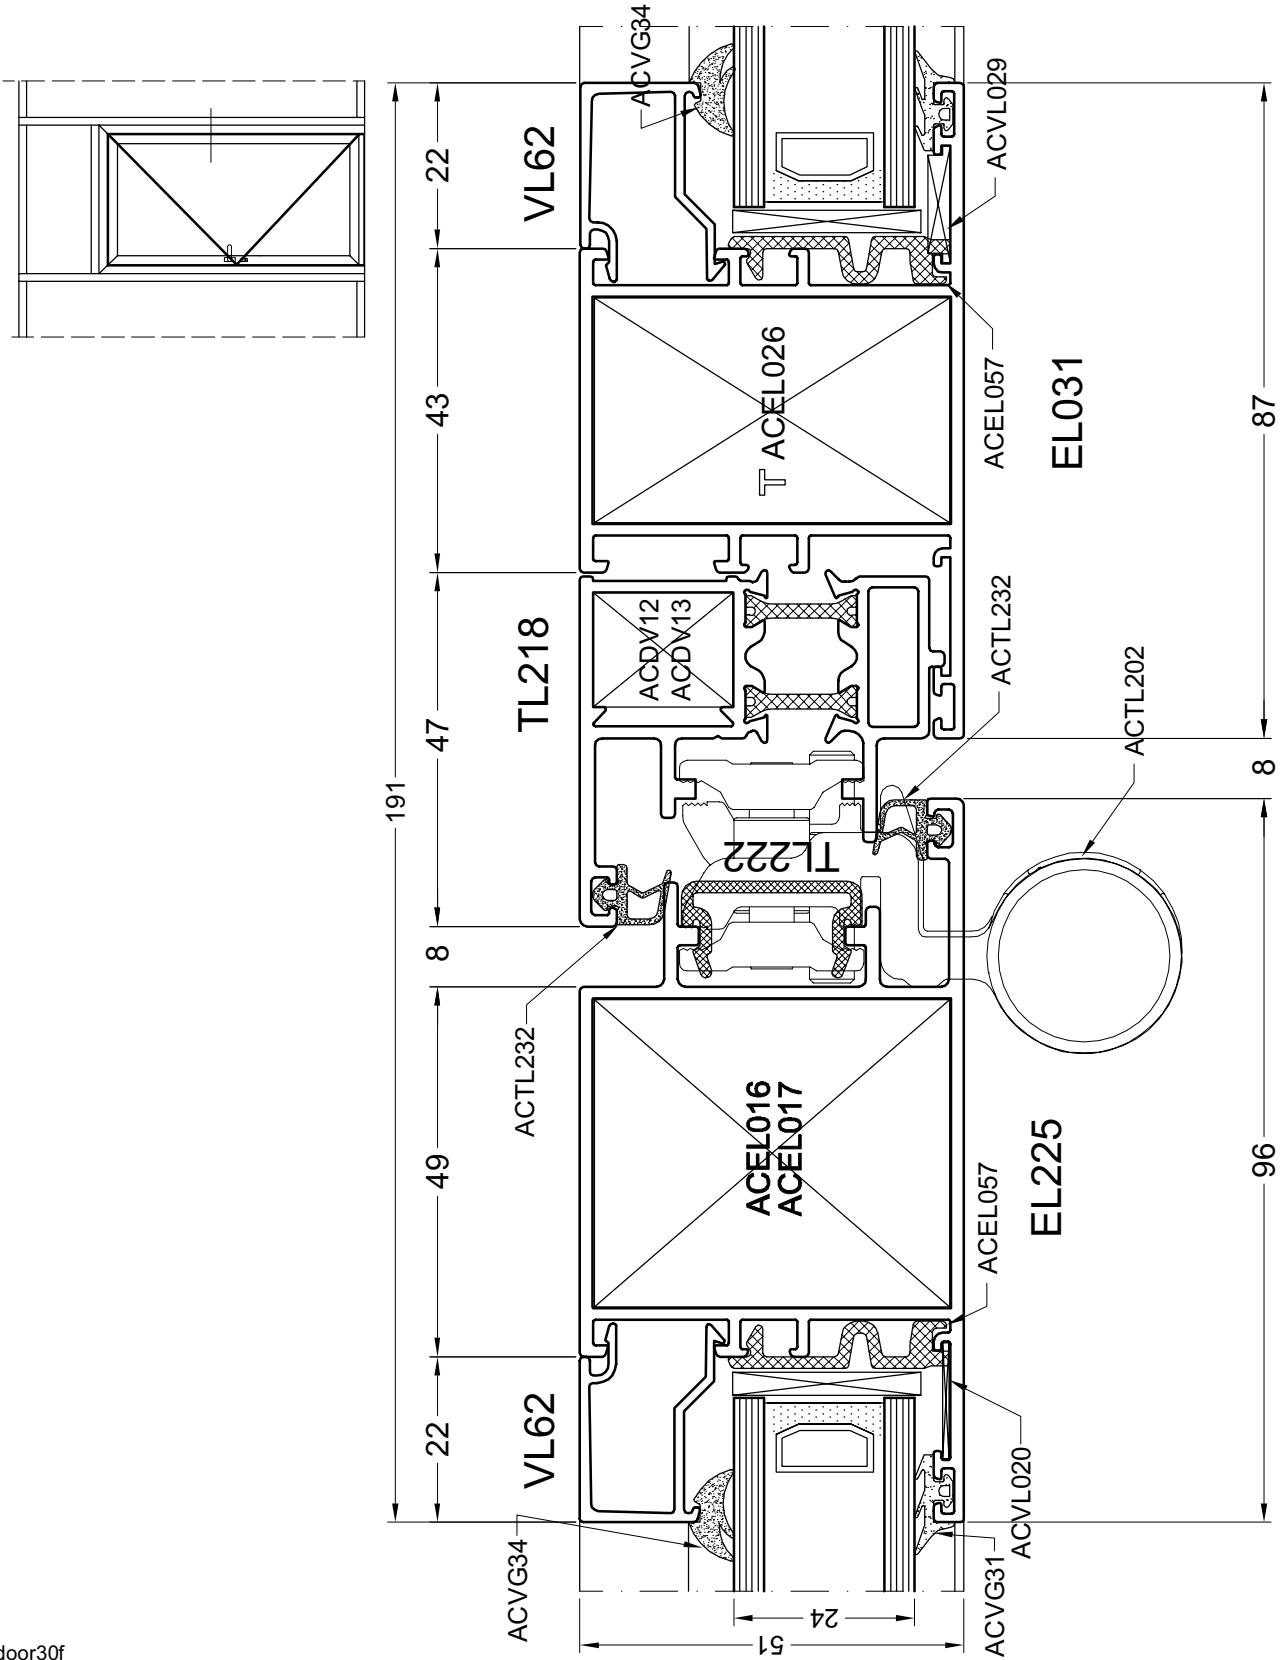 ACVG34
22
VL62
ACVL029
43
ACEL026
ACEL057
EL031
87
191
TL218
ACDV12
ACDV13
47
ACTL232
ACTL202
8
TL222
8
ACTL232
49
ACEL016
ACEL017
ACEL057
EL225
96
22
VL62
ACVG34
ACVL020
ACVG31
24
51
door30f